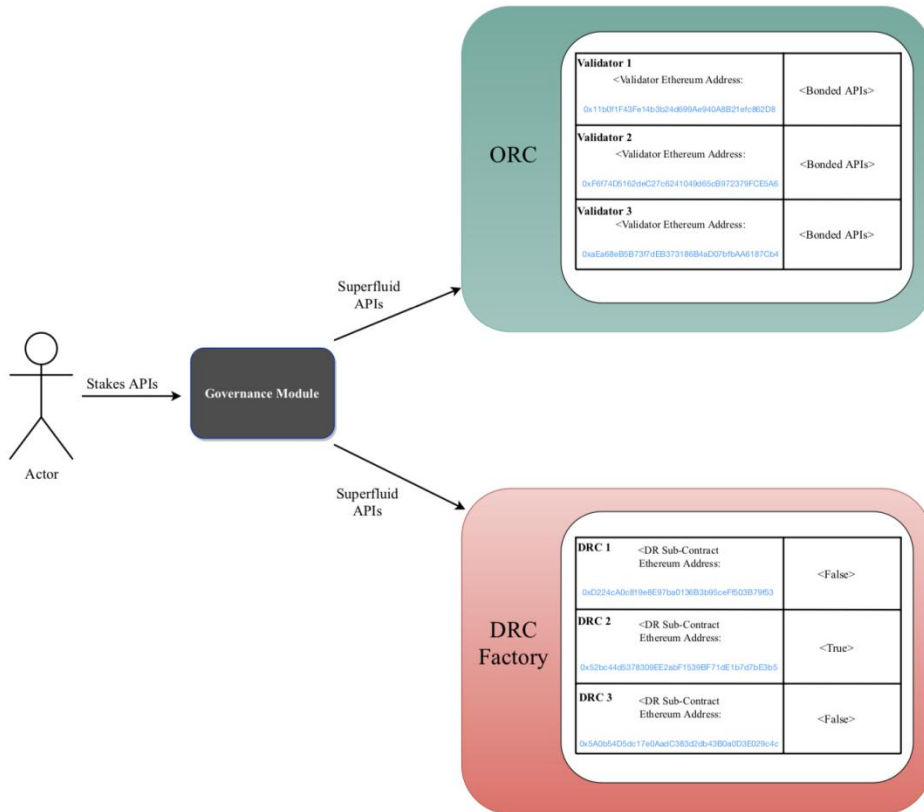 Validator 1
<Validator Ethereum Address:
0x11b0f1F43Fe14b3b24d699Ae940A8B21efc862D8
<Bonded APIs>
Validator 2
<Validator Ethereum Address:
0xF6f74D5162deC27c6241049d65cB972379FCE5A6
<Bonded APIs>
Validator 3
<Validator Ethereum Address:
0xaEa68eB5B73f7dEB373186B4aD07bfbAA6187Cb4
<Bonded APIs>
ORC
Superfluid
APIs
Stakes APIs
Governance Module
Actor
Superfluid
APIs
DRC
Factory
DRC 1
<DR Sub-Contract
Ethereum Address:
0xD224cA0c819e8E97ba0136B3b95ceFf503B79f53
<False>
DRC 2
<DR Sub-Contract
Ethereum Address:
0x52bc44d5378309EE2abF1539BF71dE1b7d7bE3b5
<True>
DRC 3
<DR Sub-Contract
Ethereum Address:
0x5A0b54D5dc17e0AadC383d2db43B0a0D3E029c4c
<False>